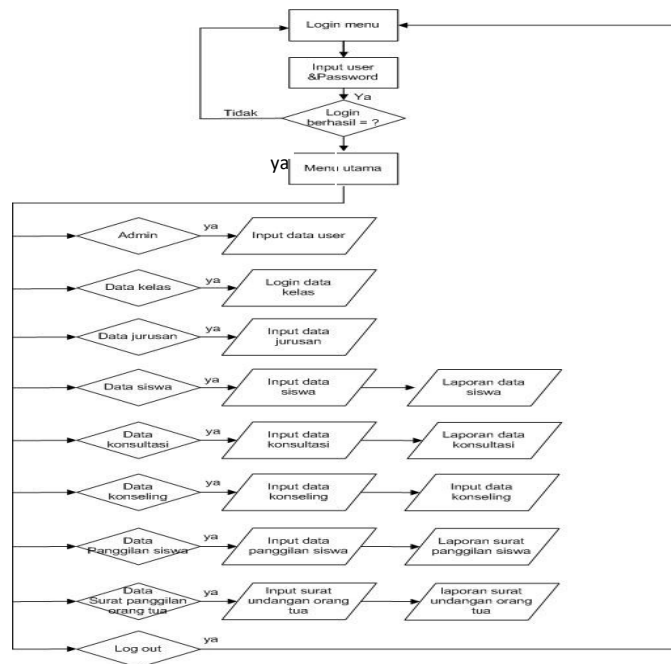 Login menu
Input user
&Password
Ya
Tidak
Login
berhasil = ?
ya
Menu utama
Admin
ya
Input data user
Data kelas
ya
Login data
kelas
Data jurusan
ya
Input data
jurusan
Data siswa
ya
Input data
siswa
Laporan data
siswa
Data
konsultasi
ya
Input data
konsultasi
Laporan data
konsultasi
Data
konseling
ya
Input data
konseling
Input data
konseling
Data
Panggilan siswa
ya
Input data
panggilan siswa
Laporan surat
panggilan siswa
Data
Surat panggilan
orang tua
ya
Input surat
undangan orang
tua
laporan surat
undangan orang
tua
Log out
ya